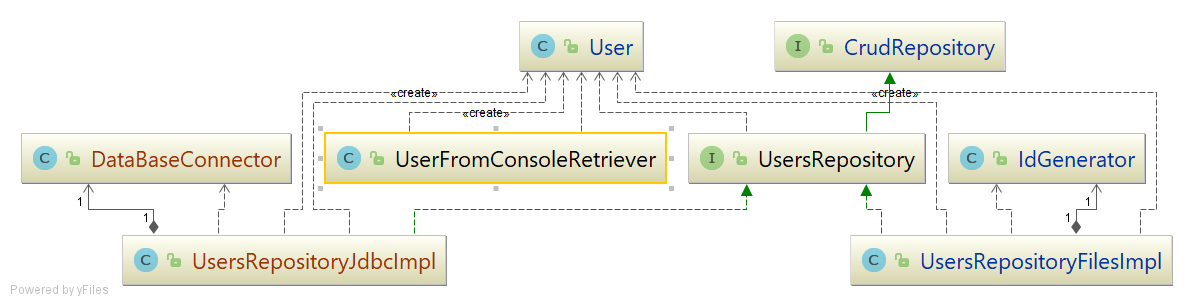 C User
I CrudRepository
«create»
«create»
«create»
C DataBaseConnector
C UserFromConsoleRetriever
I UsersRepository
C IdGenerator
1
1
1
1
C UsersRepositoryJdbcImpl
C UsersRepositoryFilesImpl
Powered by yFiles